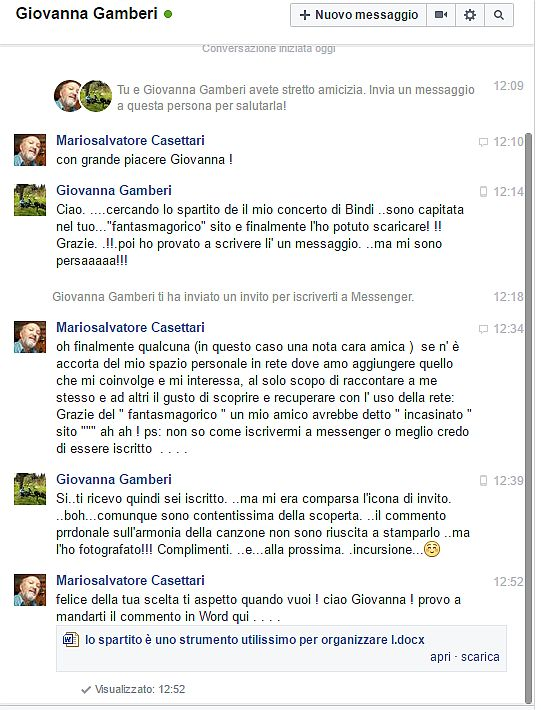 Giovanna Gamberi
Nuovo messaggio
Conversazione iniziata oggi
Tu e Giovanna Gamberi avete stretto amicizia. Invia un messaggio 12:09
a questa persona per salutarla!
Mariosalvatore Casettari 12:10
con grande piacere Giovanna !
Giovanna Gamberi 12:14
Ciao. ....cercando lo spartito de il mio concerto di Bindi ..sono capitata
nel tuo..."fantasmagorico" sito e finalmente l'ho potuto scaricare! !!
Grazie. .!!.poi ho provato a scrivere li' un messaggio. ..ma mi sono
persaaaaa!!!
Giovanna Gamberi ti ha inviato un invito per iscriverti a Messenger. 12:18
Mariosalvatore Casettari 12:34
oh finalmente qualcuna (in questo caso una nota cara amica ) se n' è
accorta del mio spazio personale in rete dove amo aggiungere quello
che mi coinvolge e mi interessa, al solo scopo di raccontare a me
stesso e ad altri il gusto di scoprire e recuperare con l' uso della rete:
Grazie del " fantasmagorico " un mio amico avrebbe detto " incasinato "
sito """ ah ah ! ps: non so come iscrivermi a messenger o meglio credo
di essere iscritto . . . .
Giovanna Gamberi 12:39
Si..ti ricevo quindi sei iscritto. ..ma mi era comparsa l'icona di invito.
..boh...comunque sono contentissima della scoperta. ..il commento
prrdonale sull'armonia della canzone non sono riuscita a stamparlo ..ma
l'ho fotografato!!! Complimenti. ..e...alla prossima. .incursione...😊
Mariosalvatore Casettari 12:52
felice della tua scelta ti aspetto quando vuoi ! ciao Giovanna ! provo a
mandarti il commento in Word qui . . . .
lo spartito è uno strumento utilissimo per organizzare l.docx
apri · scarica
Visualizzato: 12:52